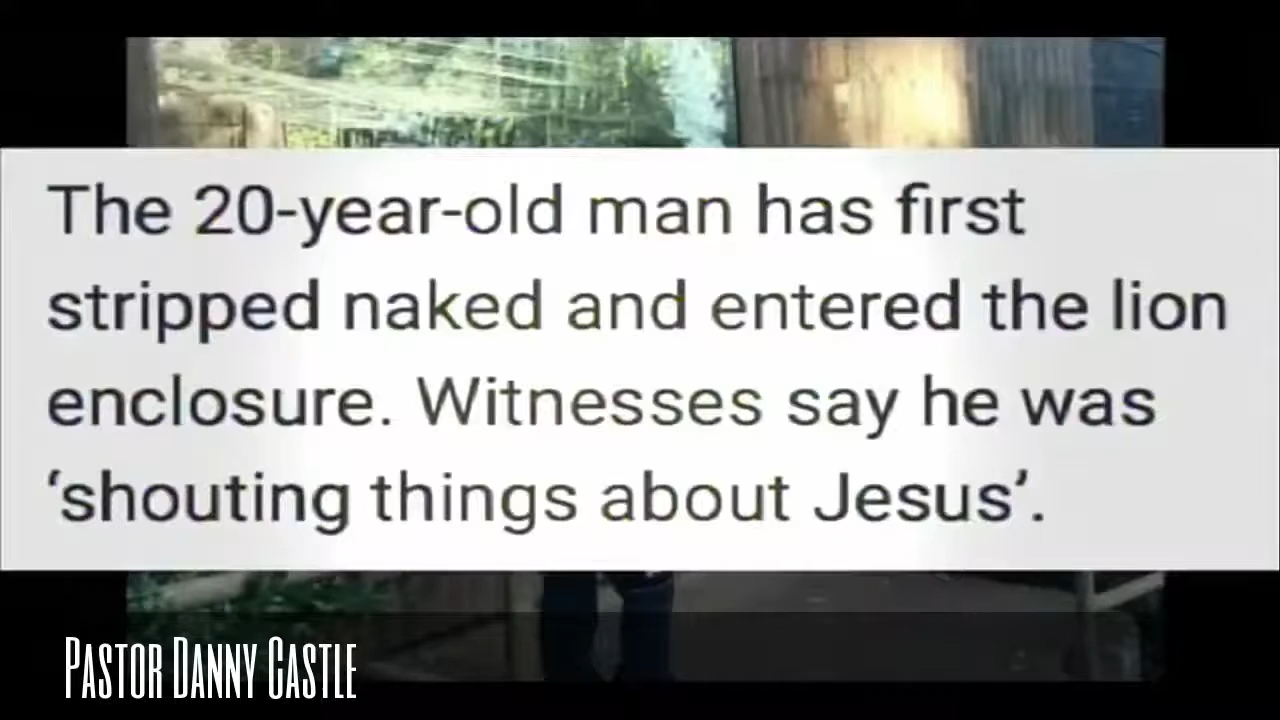 The 20-year-old man has first
stripped naked and entered the lion
enclosure. Witnesses say he was
‘shouting things about Jesus’.
PASTOR DANNY CASTLE